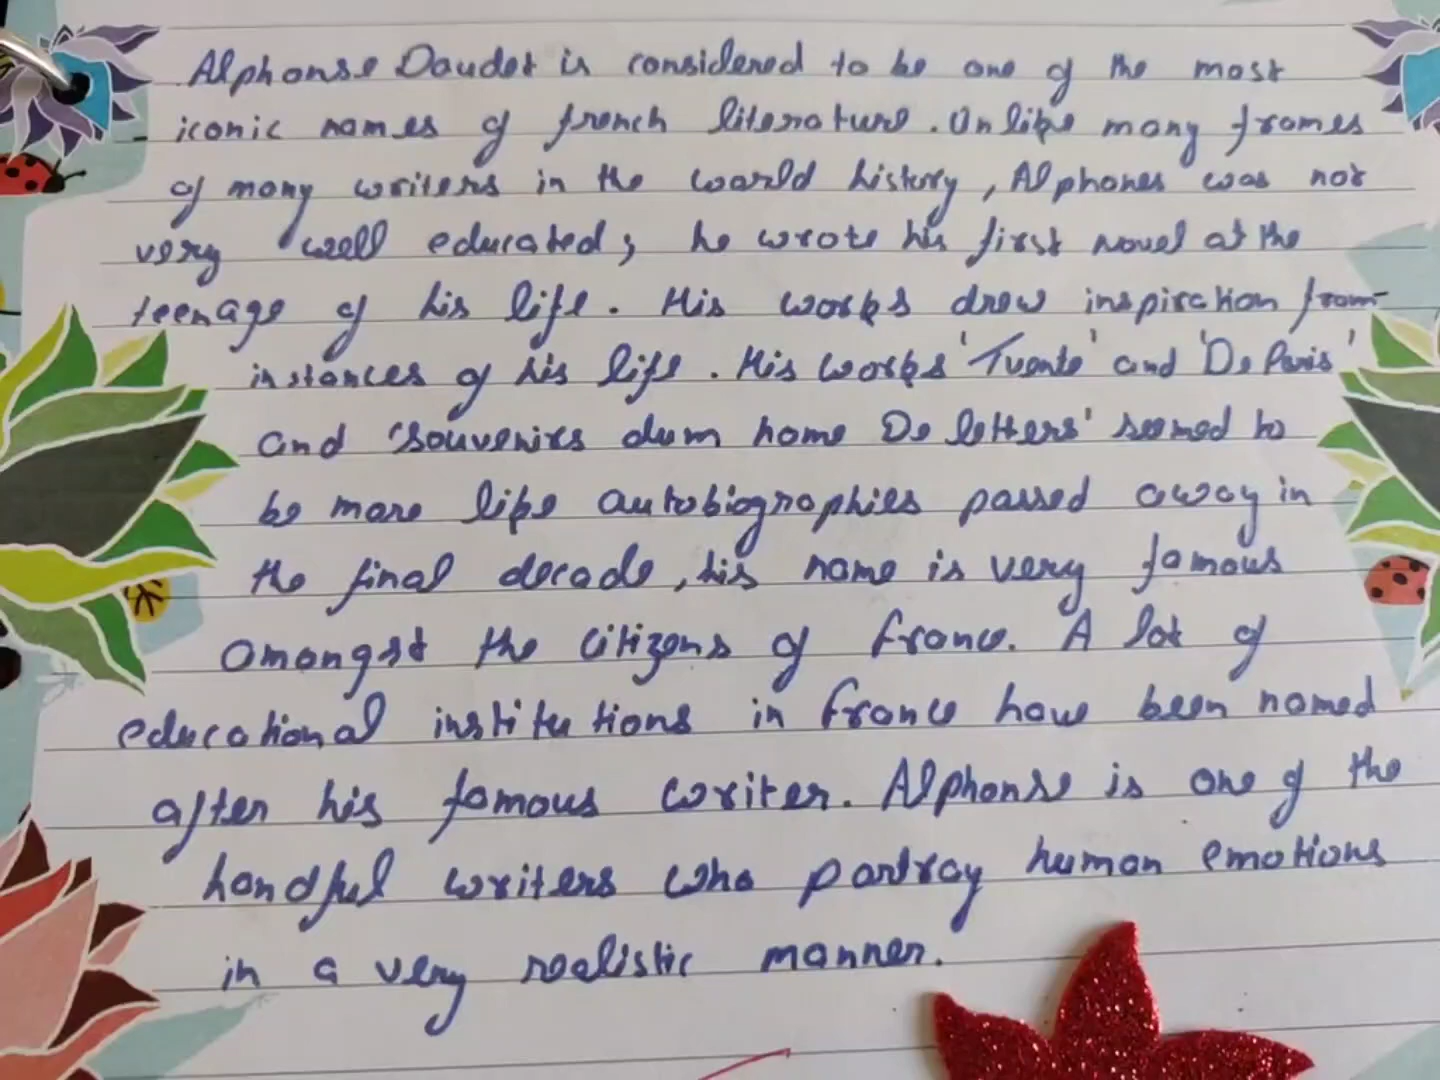 Alphonse Daudet is considered to be one of the most
iconic names of french literature. Unlike many frames
of many writers in the world history, Alphones was not
very well educated; he wrote his first novel at the
teenage of his life. His works drew inspiration from
instances of his life. His works 'Trente' and 'De Paris'
and 'souvenirs dum home De letters' seemed to
be more like autobiographies passed away in
the final decade, his name is very famous
amongst the citizens of france. A lot of
educational institutions in france have been named
after his famous writer. Alphonse is one of the
handful writers who portray human emotions
in a very realistic manner.